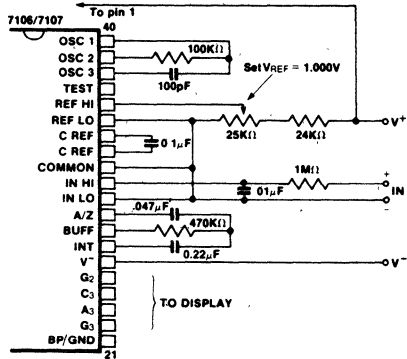 To pin 1
7106/7107
40
OSC 1
OSC 2
100KΩ
OSC 3
100pF
Set VREF = 1.000V
TEST
REF HI
REF LO
25KΩ
24KΩ
V+
C REF
0 1µF
C REF
COMMON
1MΩ
IN HI
+
01µF
IN
IN LO
-
A/Z
.047µF
BUFF
470KΩ
INT
0.22µF
V-
V-
G2
C3
TO DISPLAY
A3
G3
BP/GND
21